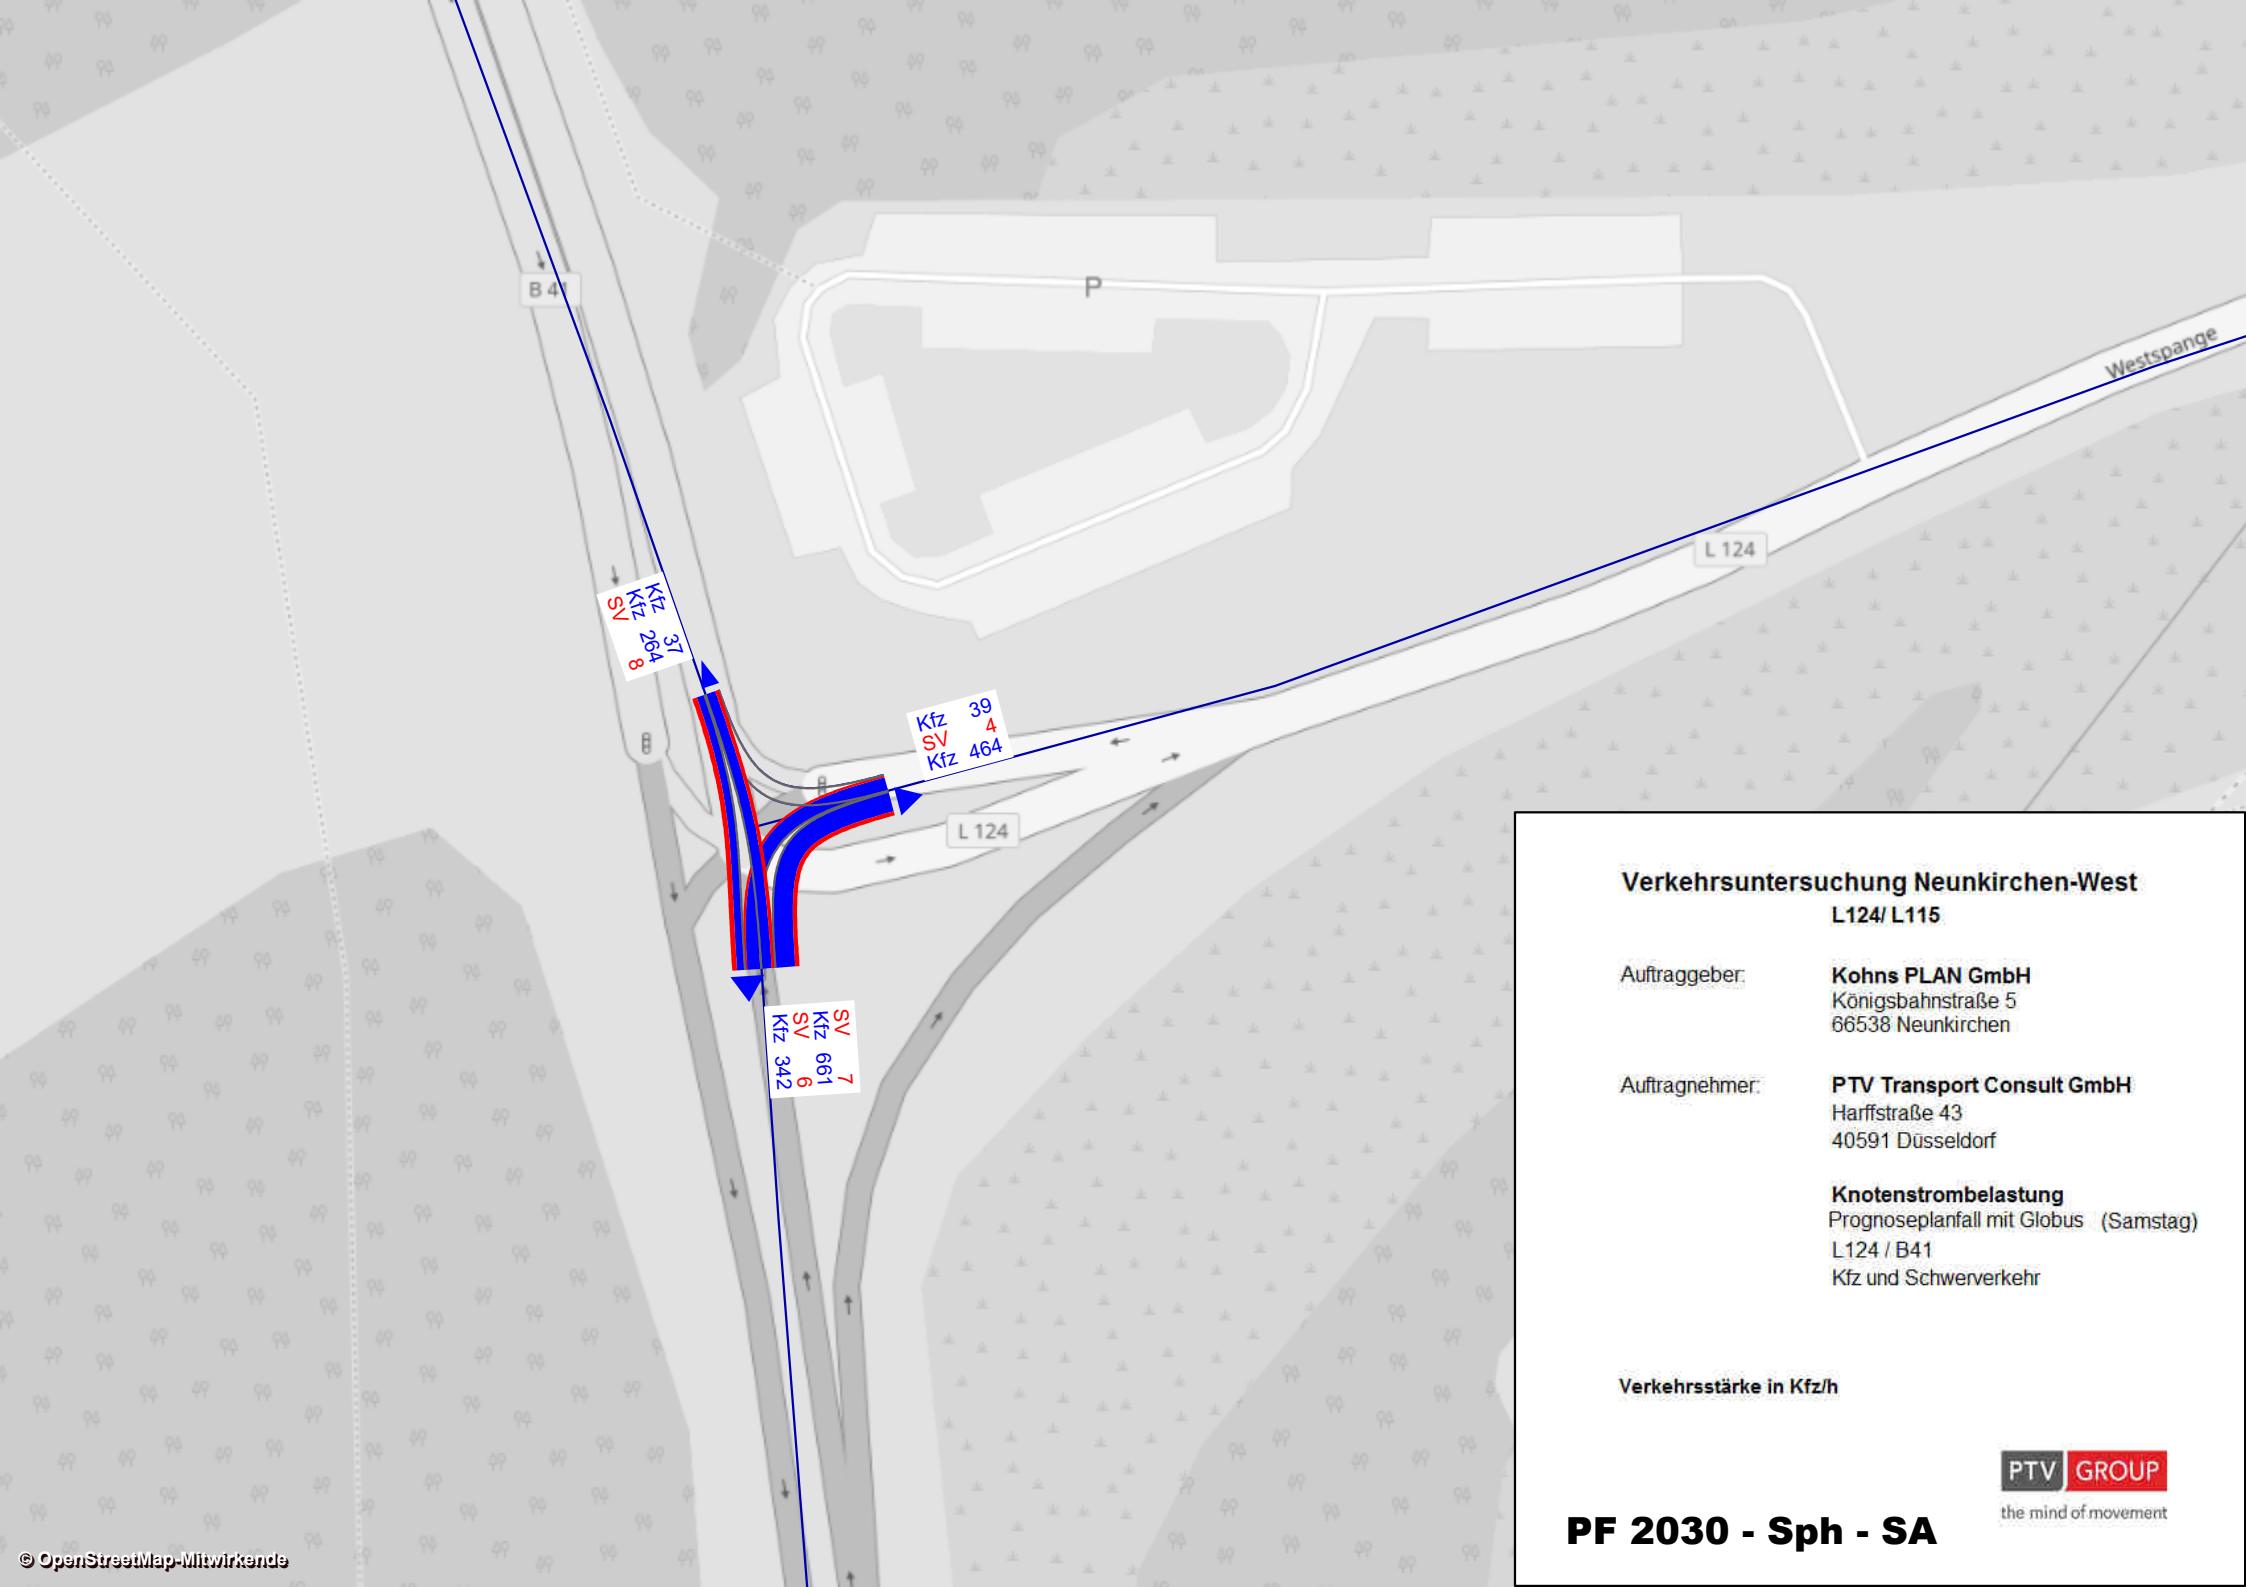 B 41
P
Westspange
L 124
Kfz 37
Kfz 264
SV 8
Kfz 39
SV 4
Kfz 464
L 124
SV 7
Kfz 661
SV 6
Kfz 342
Verkehrsuntersuchung Neunkirchen-West
L124/ L115
Auftraggeber: Kohns PLAN GmbH
Königsbahnstraße 5
66538 Neunkirchen
Auftragnehmer: PTV Transport Consult GmbH
Harffstraße 43
40591 Düsseldorf
Knotenstrombelastung
Prognoseplanfall mit Globus (Samstag)
L124 / B41
Kfz und Schwerverkehr
Verkehrsstärke in Kfz/h
PTV GROUP
the mind of movement
PF 2030 - Sph - SA
© OpenStreetMap-Mitwirkende